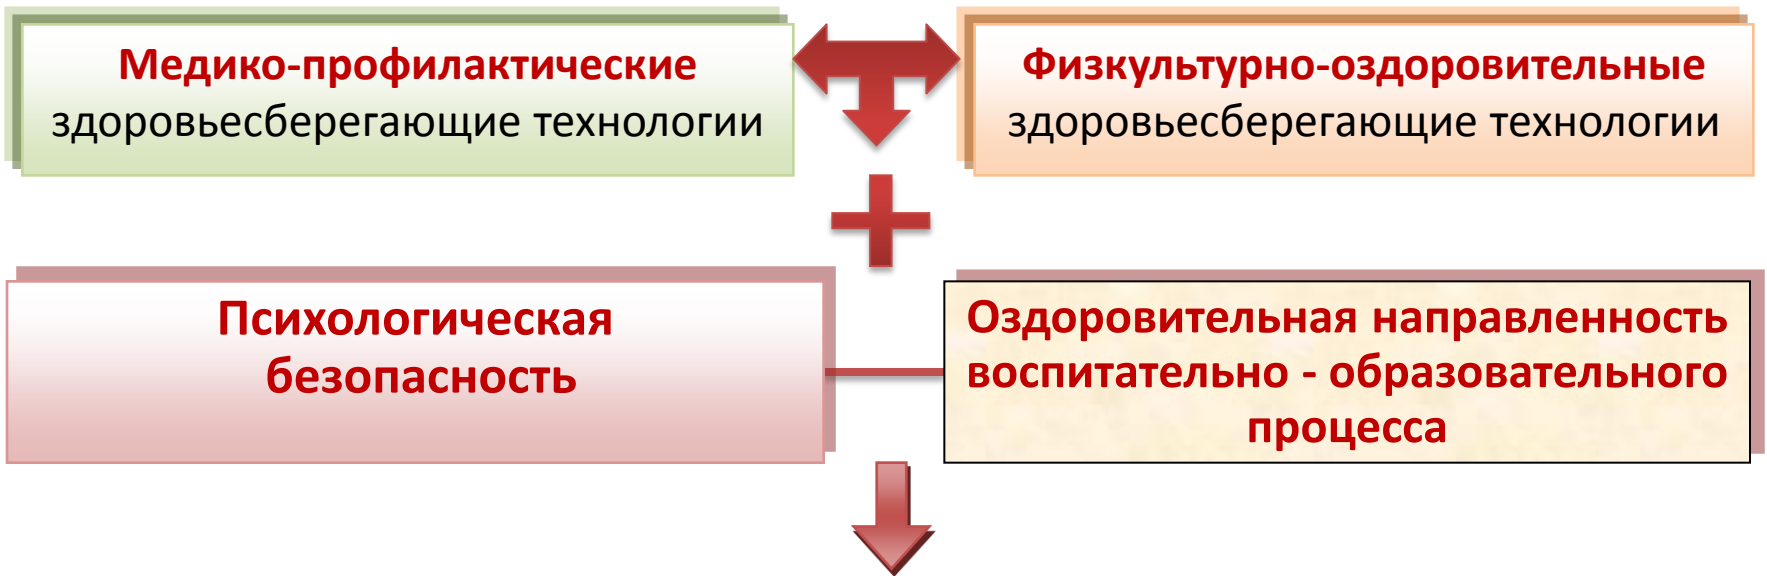 Медико-профилактические
здоровьесберегающие технологии
Физкультурно-оздоровительные
здоровьесберегающие технологии
Психологическая
безопасность
Оздоровительная направленность
воспитательно - образовательного
процесса